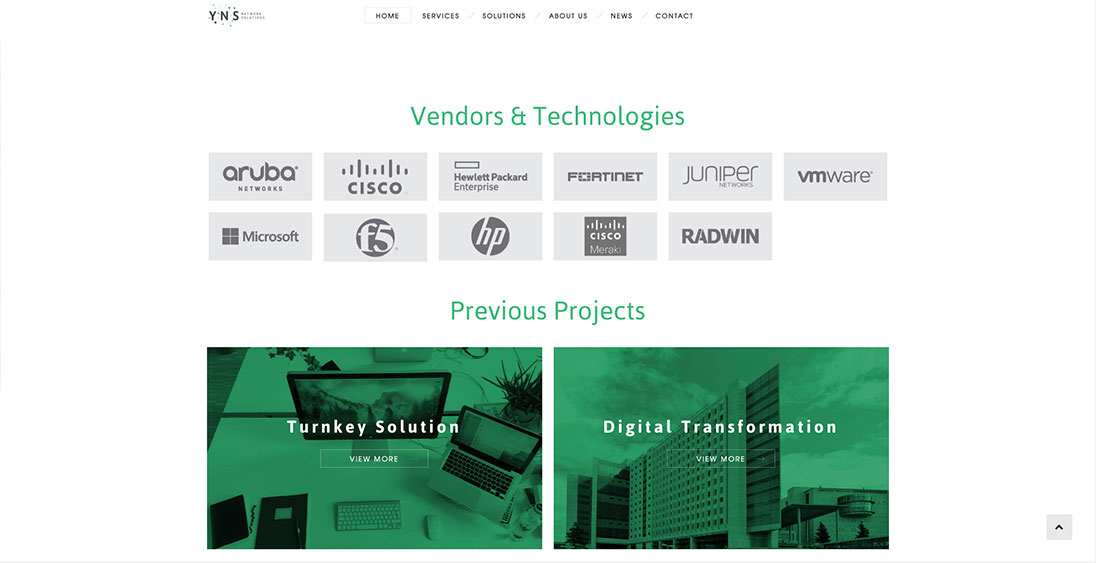 YNS NETWORK SOLUTIONS
HOME SERVICES SOLUTIONS ABOUT US NEWS CONTACT
Vendors & Technologies
aruba NETWORKS
CISCO
Hewlett Packard Enterprise
FORTINET
JUNIPER NETWORKS
vmware®
Microsoft
f5
hp
CISCO Meraki
RADWIN
Previous Projects
Turnkey Solution
VIEW MORE
Digital Transformation
VIEW MORE